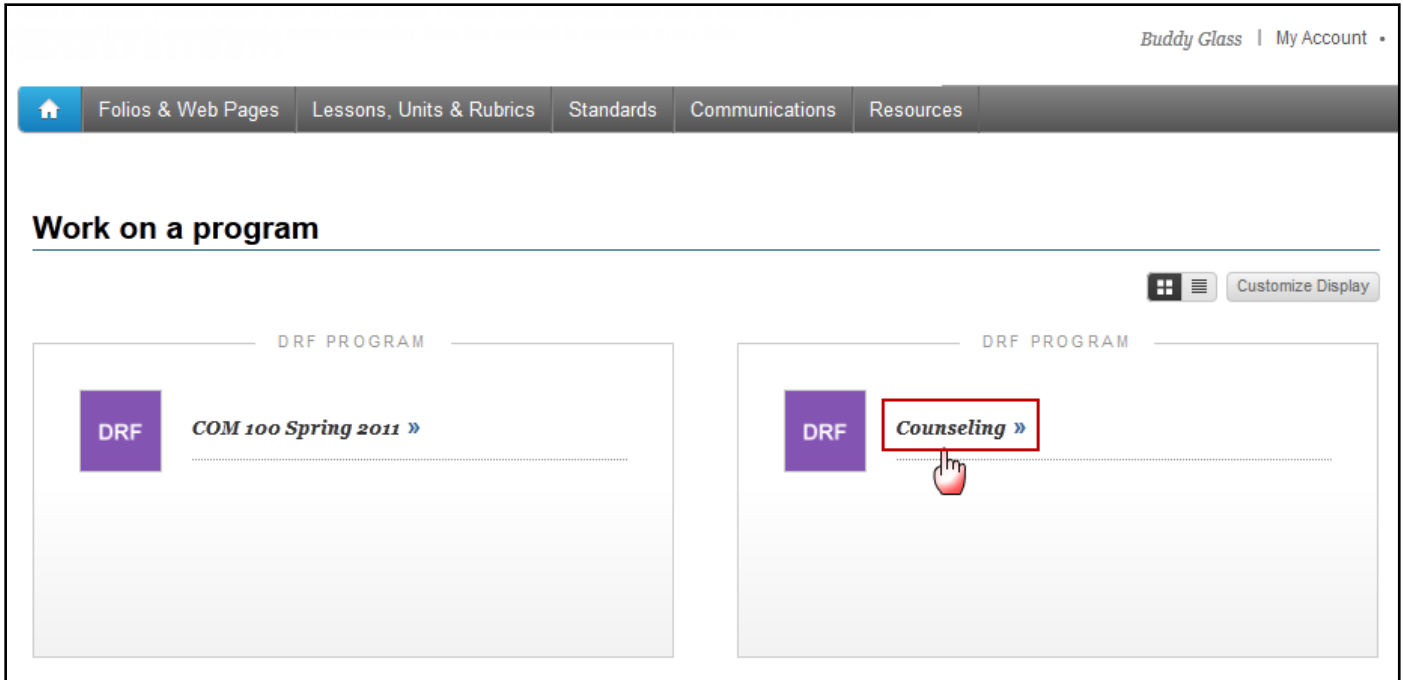 Buddy Glass | My Account •
Folios & Web Pages Lessons, Units & Rubrics Standards Communications Resources
Work on a program
Customize Display
DRF PROGRAM
DRF
COM 100 Spring 2011 »
DRF PROGRAM
DRF
Counseling »